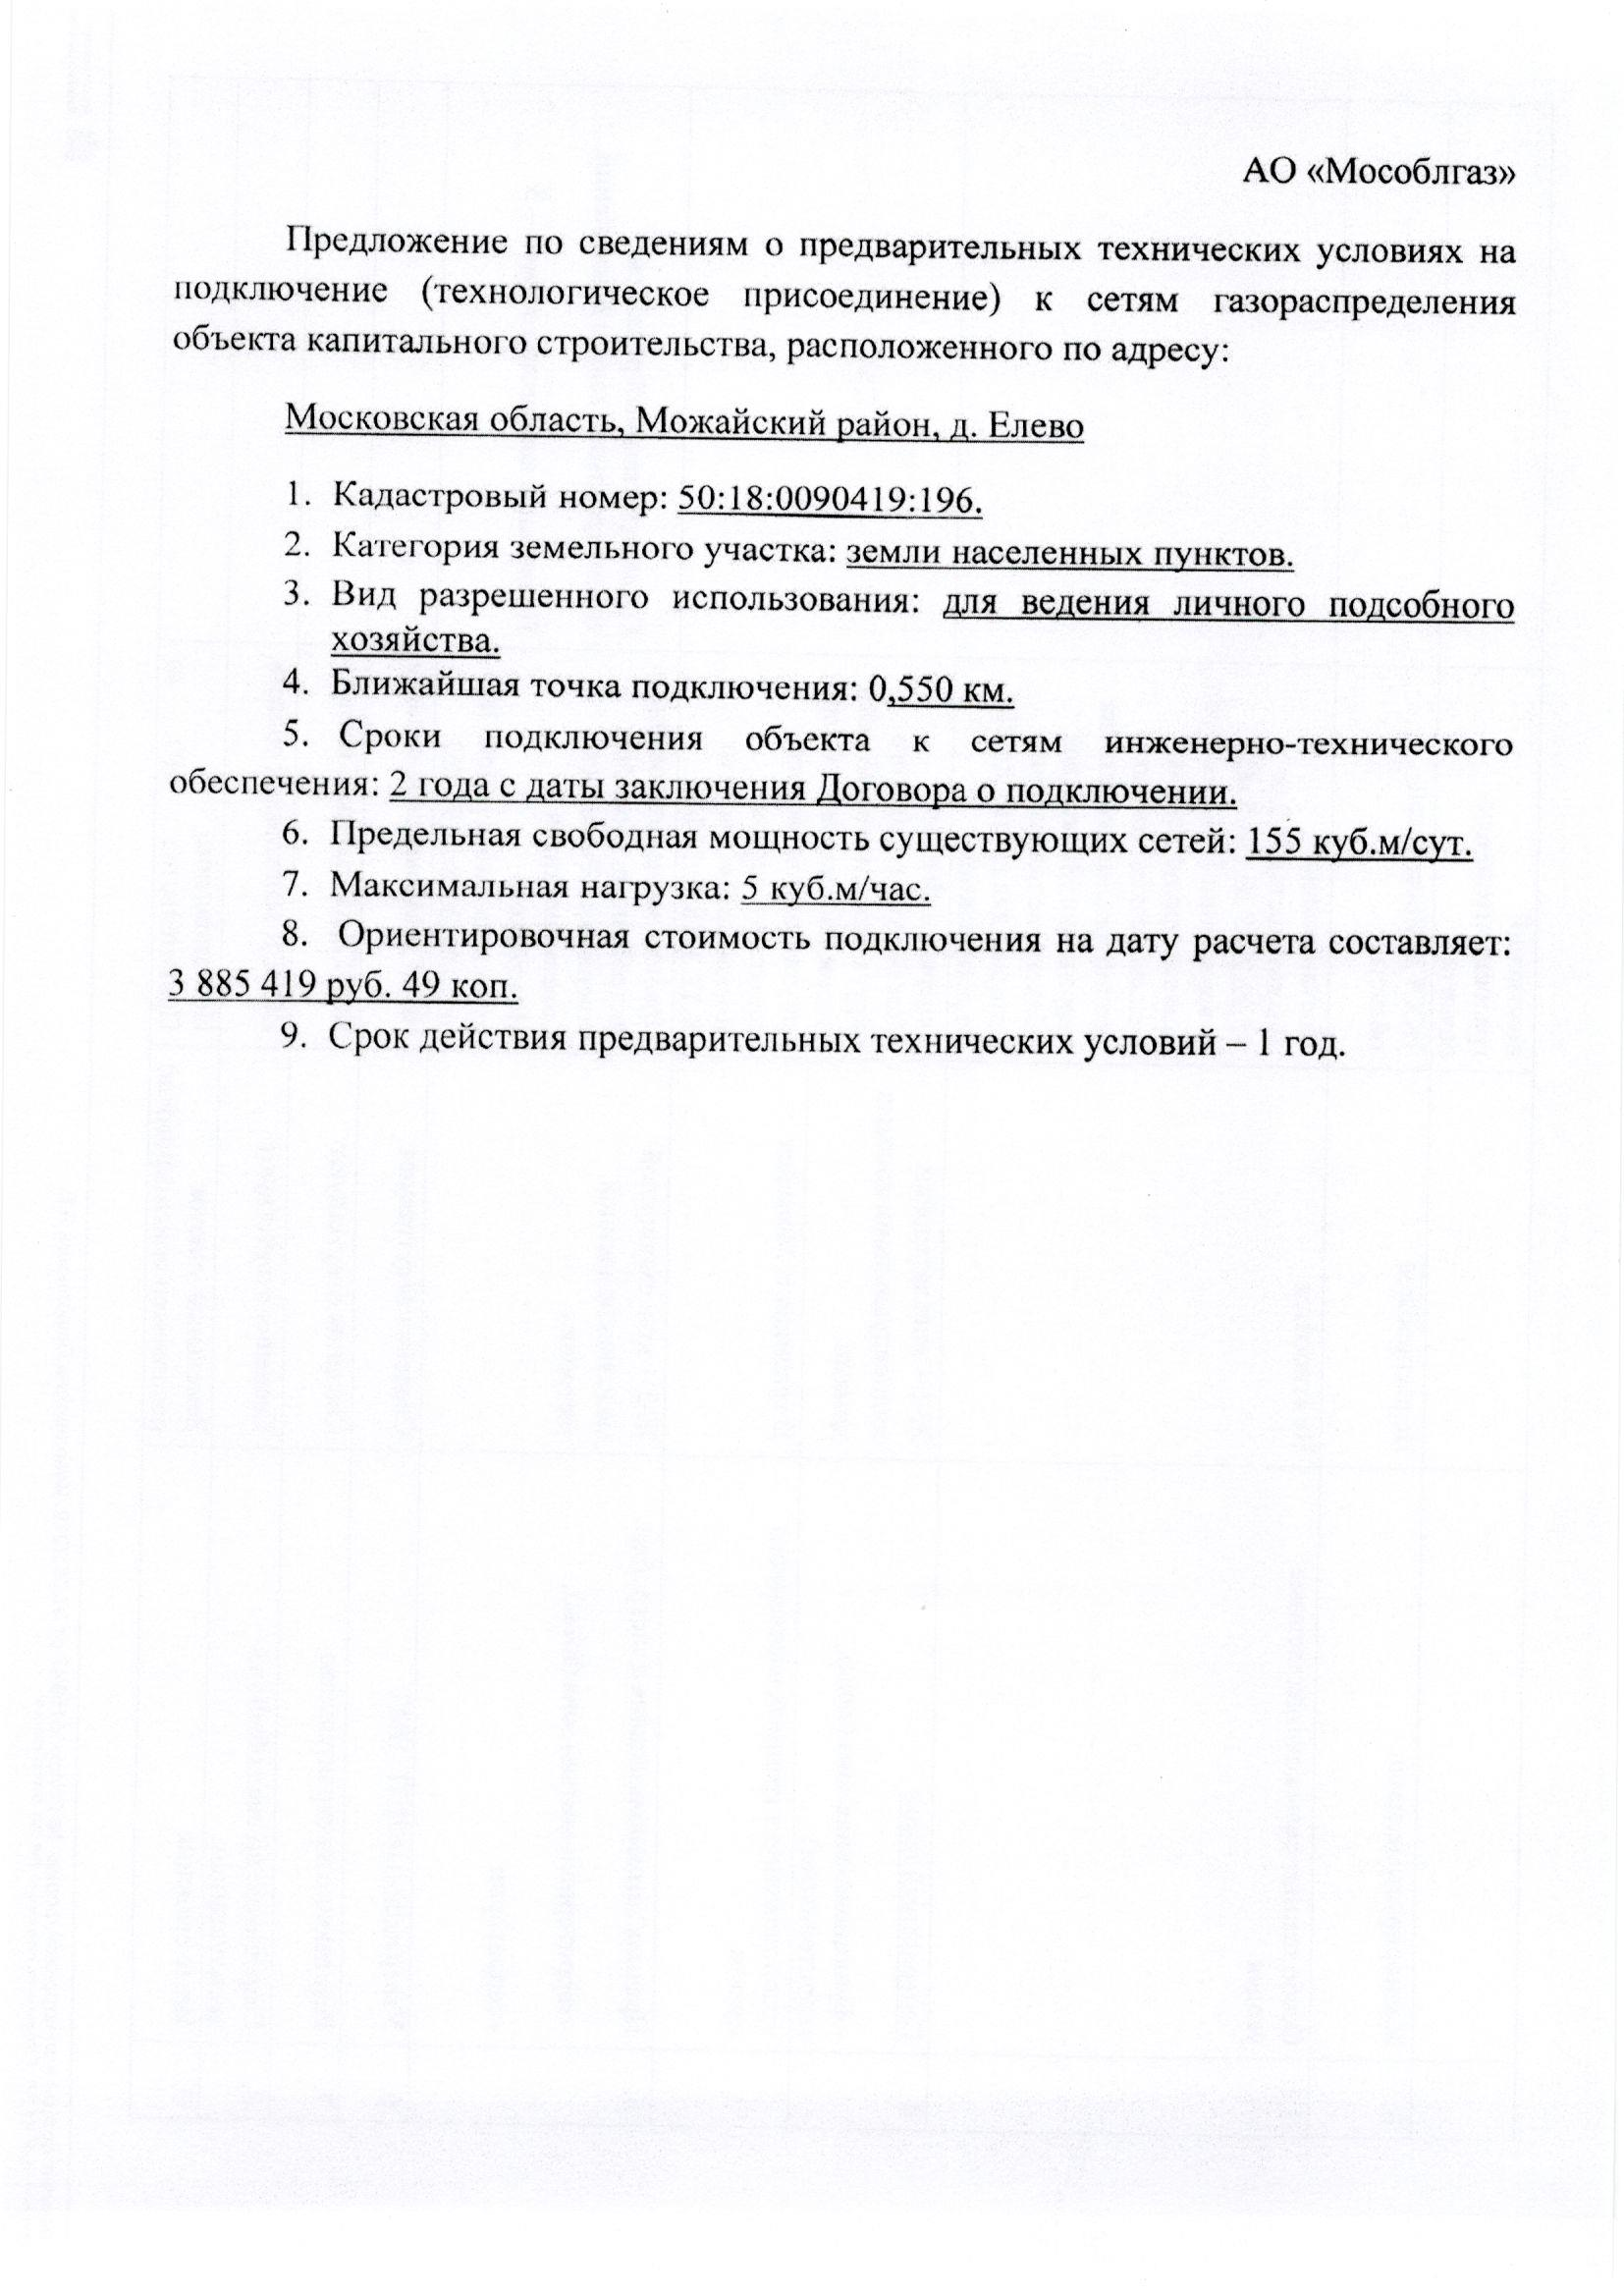 АО «Мособлгаз»
Предложение по сведениям о предварительных технических условиях на
подключение (технологическое присоединение) к сетям газораспределения
объекта капитального строительства, расположенного по адресу:
Московская область, Можайский район, д. Елево
1. Кадастровый номер: 50:18:0090419:196.
2. Категория земельного участка: земли населенных пунктов.
3. Вид разрешенного использования: для ведения личного подсобного
хозяйства.
4. Ближайшая точка подключения: 0,550 км.
5. Сроки подключения объекта к сетям инженерно-технического
обеспечения: 2 года с даты заключения Договора о подключении.
6. Предельная свободная мощность существующих сетей: 155 куб.м/сут.
7. Максимальная нагрузка: 5 куб.м/час.
8. Ориентировочная стоимость подключения на дату расчета составляет:
3 885 419 руб. 49 коп.
9. Срок действия предварительных технических условий – 1 год.